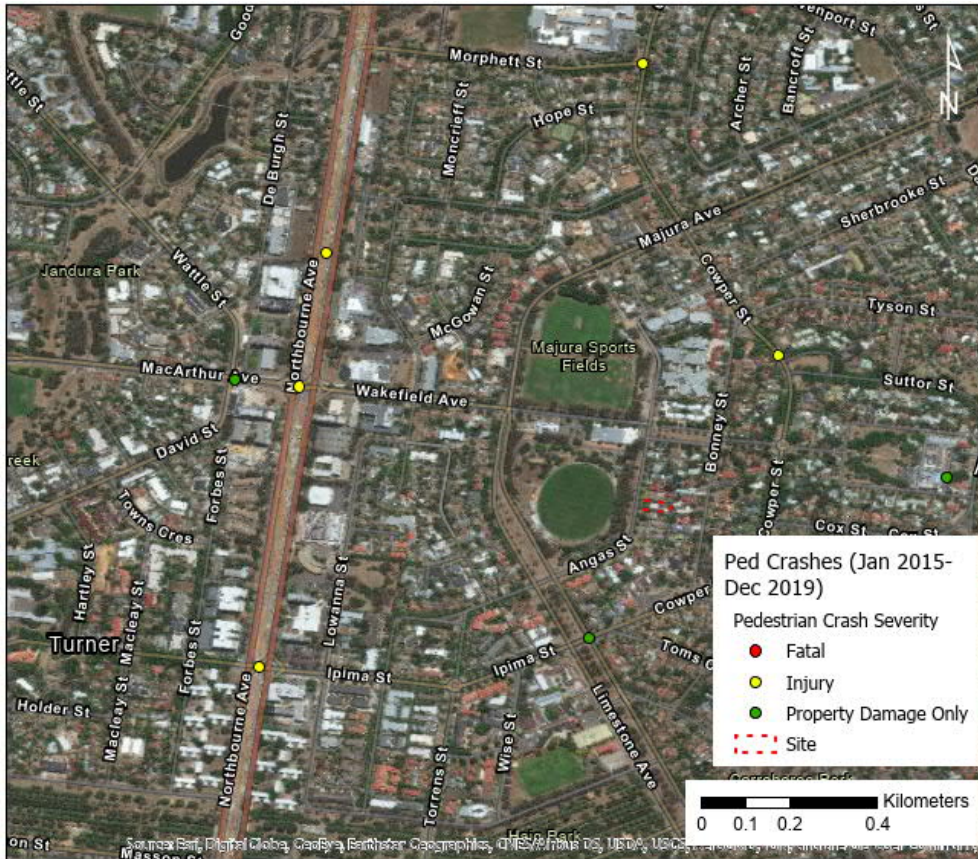 Morphett St
Hope St
Moncrieff St
Archer St
Bancroft St
De Burgh St
Majura Ave
Sherbrooke St
Wattle St
Jandura Park
Northbourne Ave
McGowan St
Cowper St
Tyson St
Majura Sports
Fields
MacArthur Ave
Wakefield Ave
Suttor St
David St
Bonney St
Forbes St
Towns Cres
Cowper St
Cox St
Angas St
Hartley St
Lowanna St
Macleay St
Turner
Forbes St
Ipima St
Ipima St
Cowper
Holder St
Macleay St
Northbourne Ave
Limestone Ave
Wise St
Torrens St
Masson St
Ped Crashes (Jan 2015-
Dec 2019)
Pedestrian Crash Severity
Fatal
Injury
Property Damage Only
Site
Kilometers
0 0.1 0.2 0.4